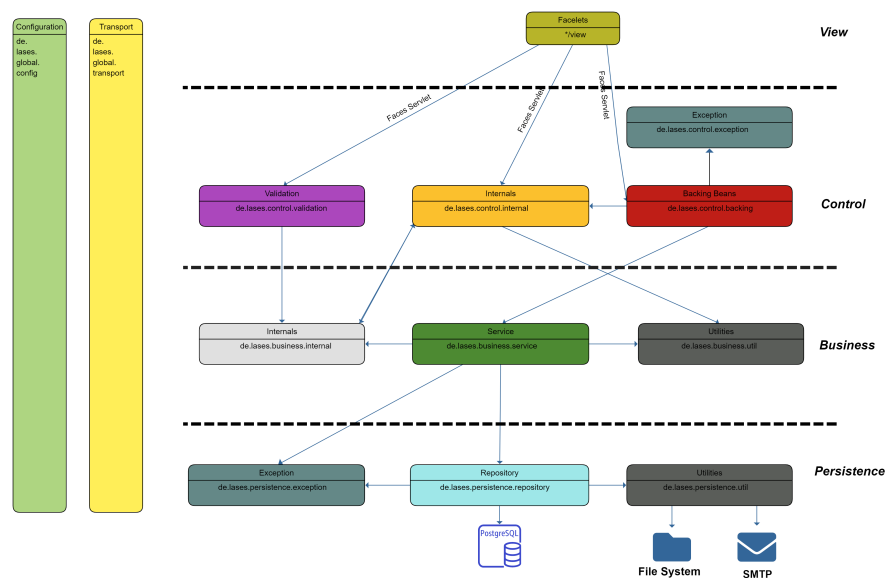 Configuration
de.
lases.
global.
config
Transport
de.
lases.
global.
transport
Facelets
*/view
View
Faces Servlet
Faces Servlet
Faces Servlet
Exception
de.lases.control.exception
Validation
de.lases.control.validation
Internals
de.lases.control.internal
Backing Beans
de.lases.control.backing
Control
Internals
de.lases.business.internal
Service
de.lases.business.service
Utilities
de.lases.business.util
Business
Exception
de.lases.persistence.exception
Repository
de.lases.persistence.repository
Utilities
de.lases.persistence.util
Persistence
PostgreSQL
File System
SMTP